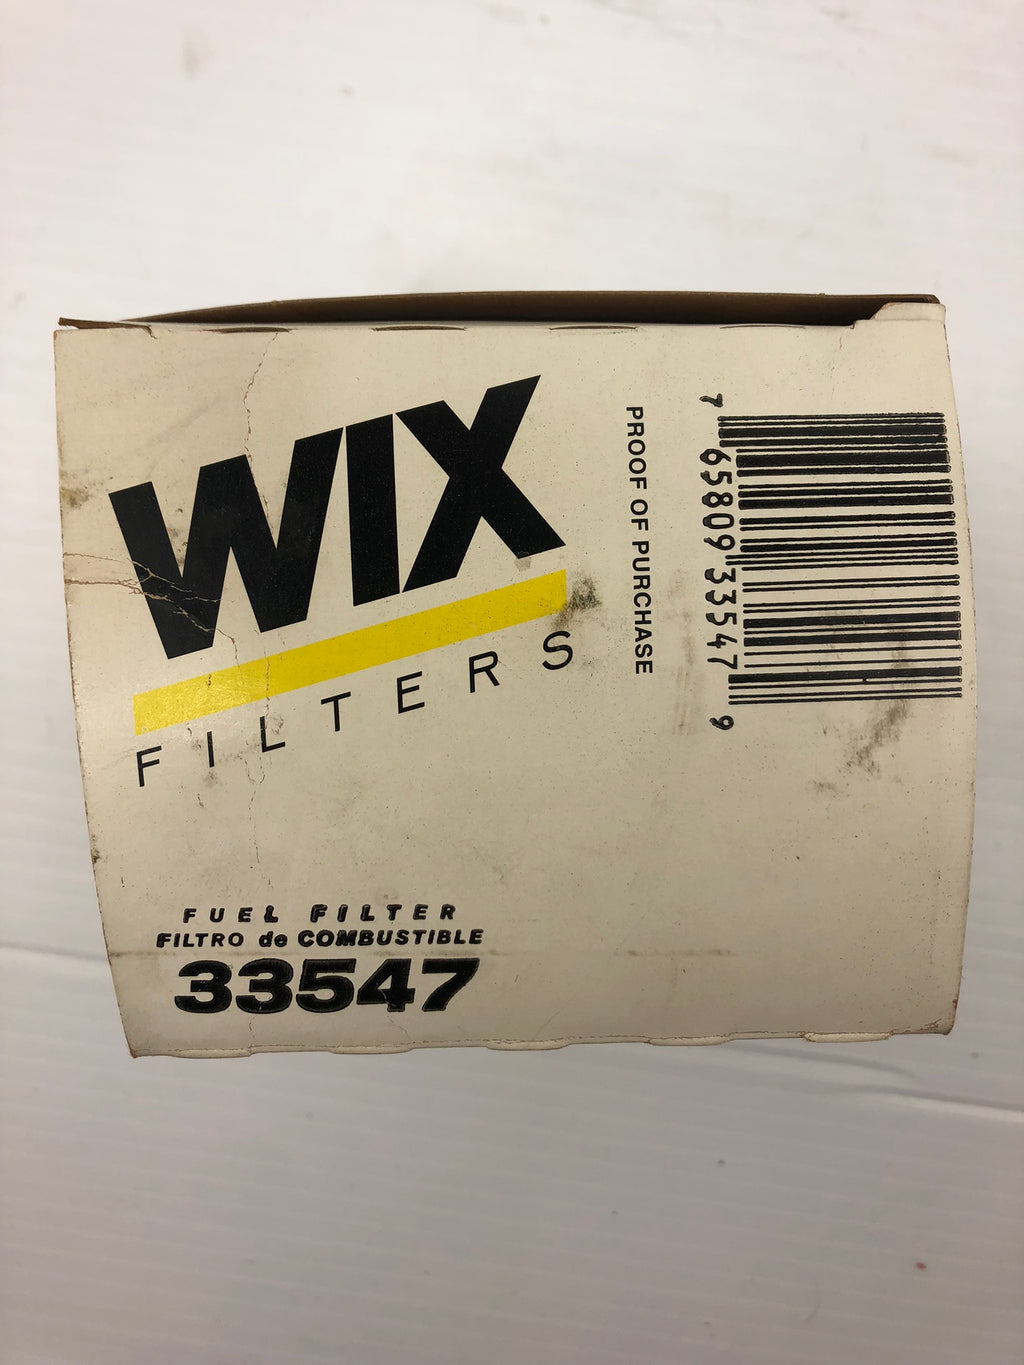 WIX
FILTERS
PROOF OF PURCHASE
7 65809 33547 9
FUEL FILTER
FILTRO de COMBUSTIBLE
33547